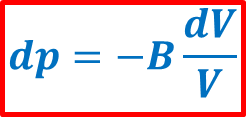 dp = −B dV/V